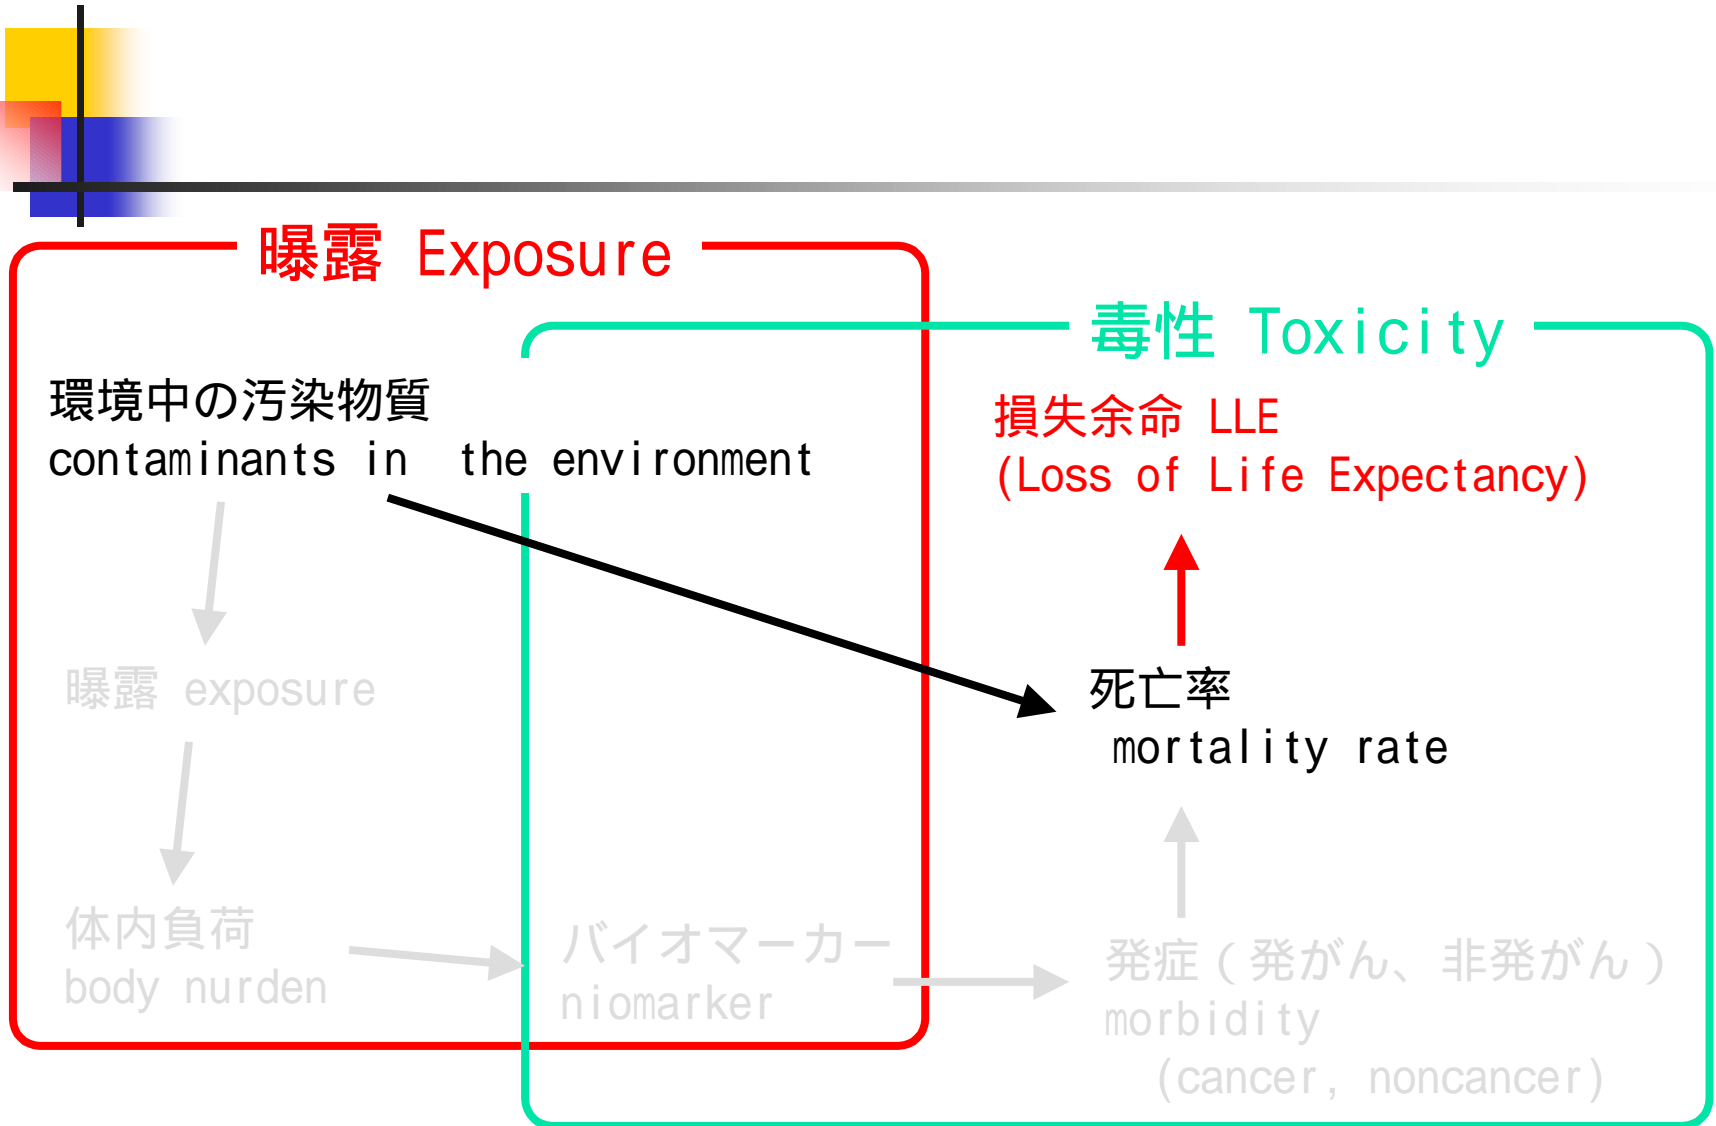 曝露 Exposure
毒性 Toxicity
環境中の汚染物質
contaminants in the environment
損失余命 LLE
(Loss of Life Expectancy)
曝露 exposure
死亡率
mortality rate
体内負荷
body nurden
バイオマーカー
niomarker
発症(発がん、非発がん)
morbidity
(cancer, noncancer)